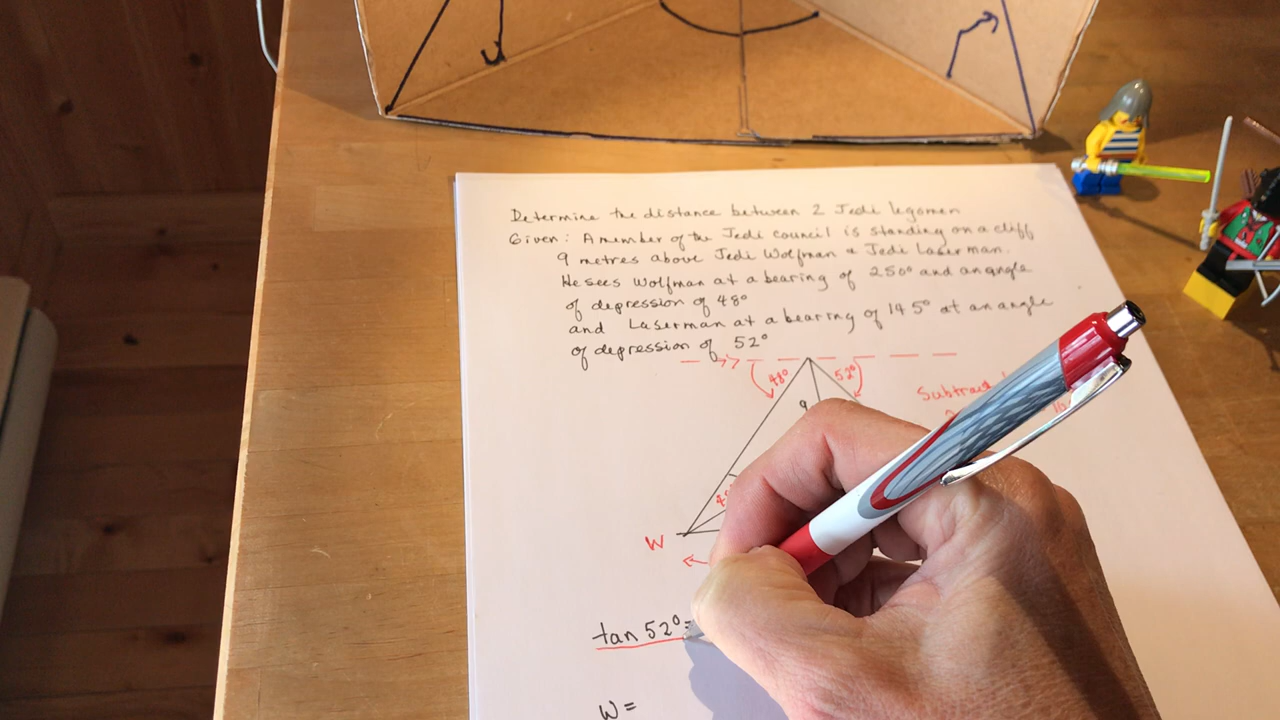 Determine the distance between 2 Jedi legomen
Given: A member of the Jedi council is standing on a cliff
9 metres above Jedi Wolfman & Jedi Laserman.
He sees Wolfman at a bearing of 250° and an angle
of depression of 48°
and Laserman at a bearing of 145° at an angle
of depression of 52°
48° 52°
9
Subtract
W
tan 52° =
W =